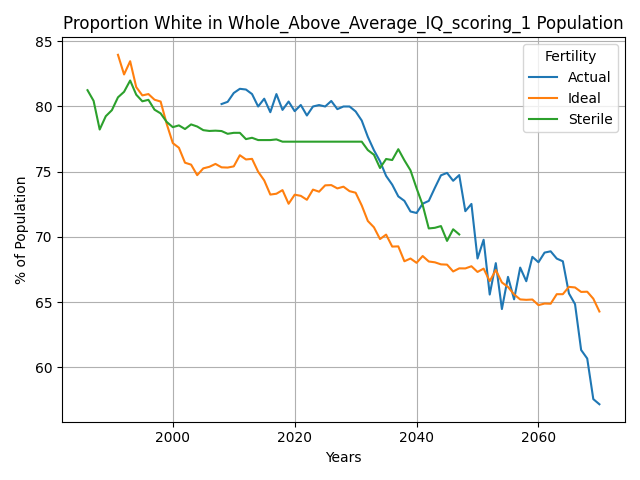 Proportion White in Whole_Above_Average_IQ_scoring_1 Population
% of Population
85
80
75
70
65
60
Fertility
Actual
Ideal
Sterile
2000 2020 2040 2060
Years